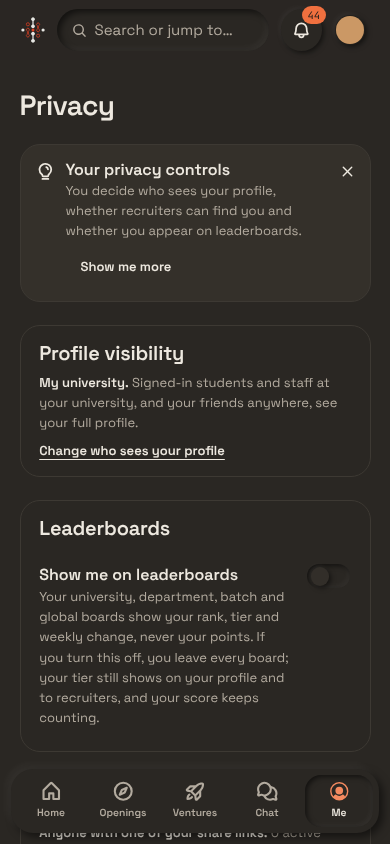 Search or jump to...
44
Privacy
Your privacy controls
You decide who sees your profile,
whether recruiters can find you and
whether you appear on leaderboards.
Show me more
Profile visibility
My university. Signed-in students and staff at
your university, and your friends anywhere, see
your full profile.
Change who sees your profile
Leaderboards
Show me on leaderboards
Your university, department, batch and
global boards show your rank, tier and
weekly change, never your points. If
you turn this off, you leave every board;
your tier still shows on your profile and
to recruiters, and your score keeps
counting.
Home
Openings
Ventures
Chat
Me
Anyone with one of your share links. 0 active